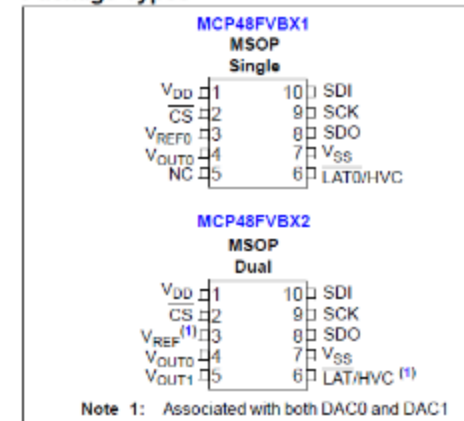 MCP48FVBX1
MSOP
Single
VDD 1 10 SDI
CS 2 9 SCK
VREF0 3 8 SDO
VOUT0 4 7 VSS
NC 5 6 LAT0/HVC
MCP48FVBX2
MSOP
Dual
VDD 1 10 SDI
CS 2 9 SCK
VREF(1) 3 8 SDO
VOUT0 4 7 VSS
VOUT1 5 6 LAT/HVC (1)
Note 1: Associated with both DAC0 and DAC1